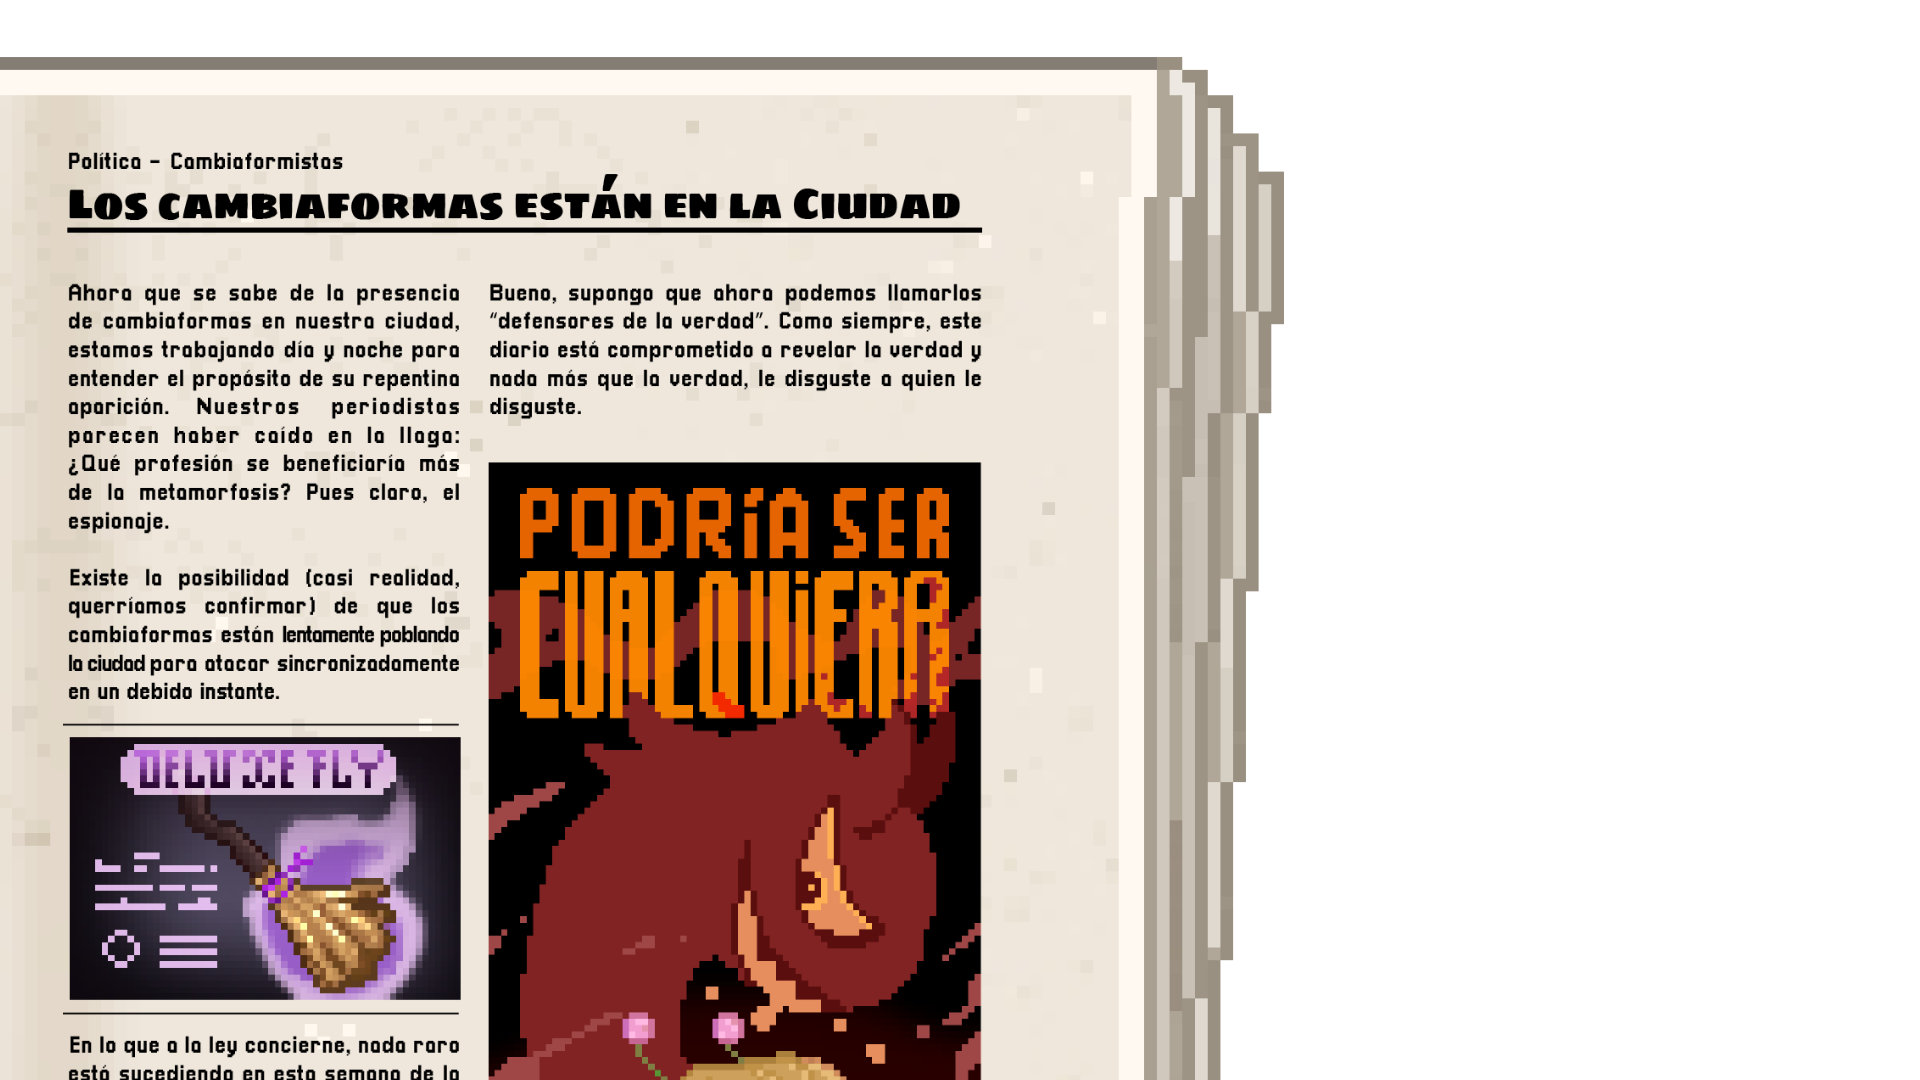 Política - Cambiaformistas
Los cambiaformas están en la Ciudad
Ahora que se sabe de la presencia
de cambiaformas en nuestra ciudad,
estamos trabajando día y noche para
entender el propósito de su repentina
aparición. Nuestros periodistas
parecen haber caído en la llaga:
¿Qué profesión se beneficiaría más
de la metamorfosis? Pues claro, el
espionaje.
Existe la posibilidad (casi realidad,
querríamos confirmar) de que los
cambiaformas están lentamente poblando
la ciudad para atacar sincronizadamente
en un debido instante.
DELUXE FLY
En lo que a la ley concierne, nada raro
está sucediendo en esta semana de la
Bueno, supongo que ahora podemos llamarlos
“defensores de la verdad”. Como siempre, este
diario está comprometido a revelar la verdad y
nada más que la verdad, le disguste a quien le
disguste.
PODRÍA SER
CUALQUIERA